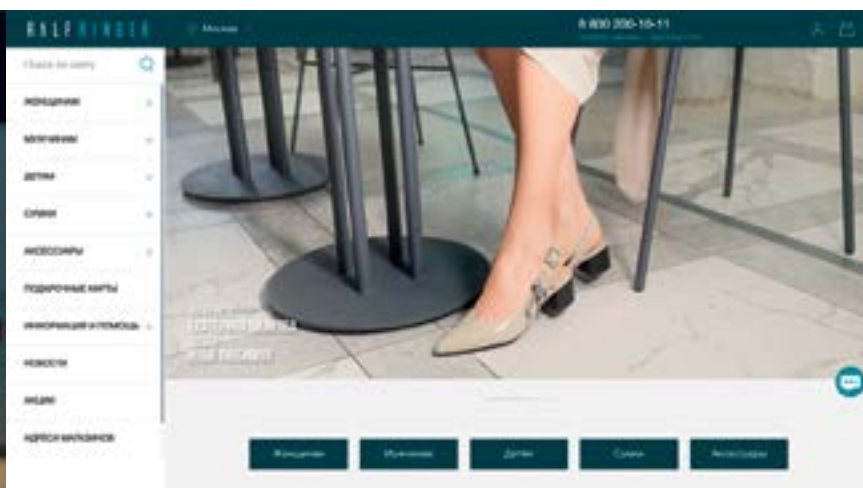 RALF RINGER
Москва
8 800 200-10-11
Поиск по сайту
ЖЕНЩИНАМ
МУЖЧИНАМ
ДЕТЯМ
СУМКИ
АКСЕССУАРЫ
ПОДАРОЧНЫЕ КАРТЫ
ИНФОРМАЦИЯ И ПОМОЩЬ
НОВОСТИ
АКЦИИ
АДРЕСА МАГАЗИНОВ
Женщинам
Мужчинам
Детям
Сумки
Аксессуары